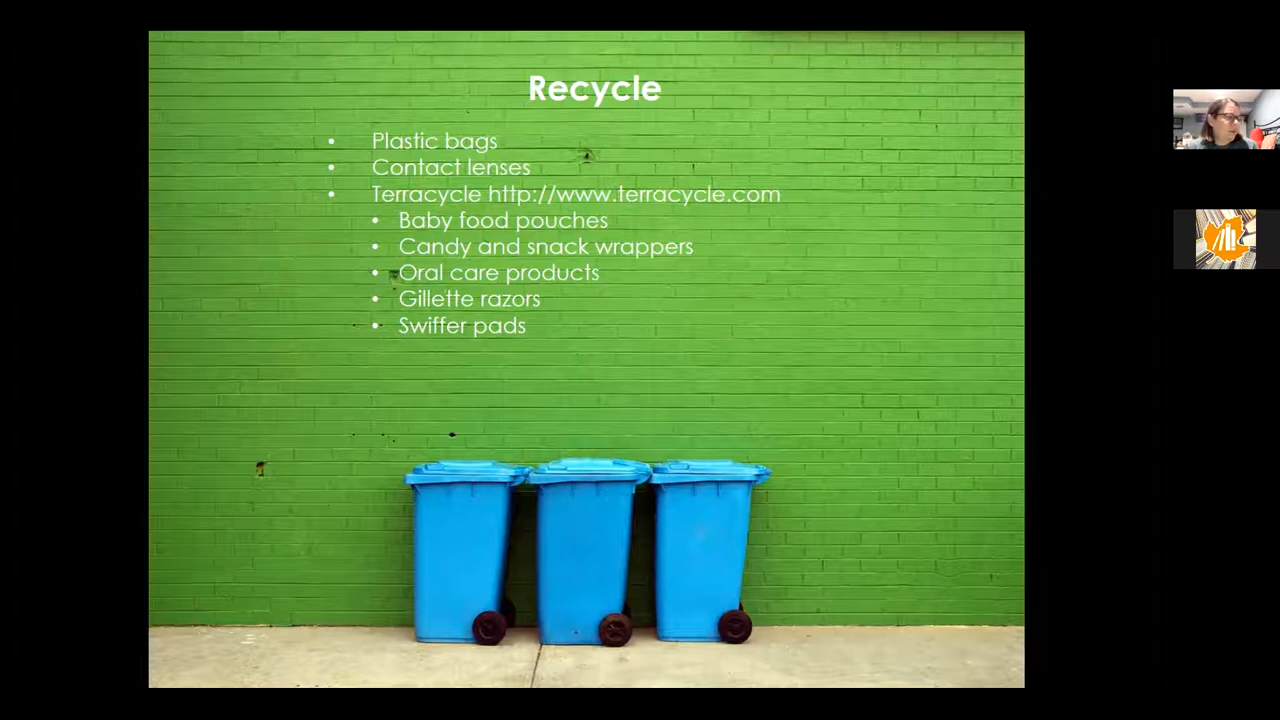 Recycle
• Plastic bags
• Contact lenses
• Terracycle http://www.terracycle.com
• Baby food pouches
• Candy and snack wrappers
• Oral care products
• Gillette razors
• Swiffer pads